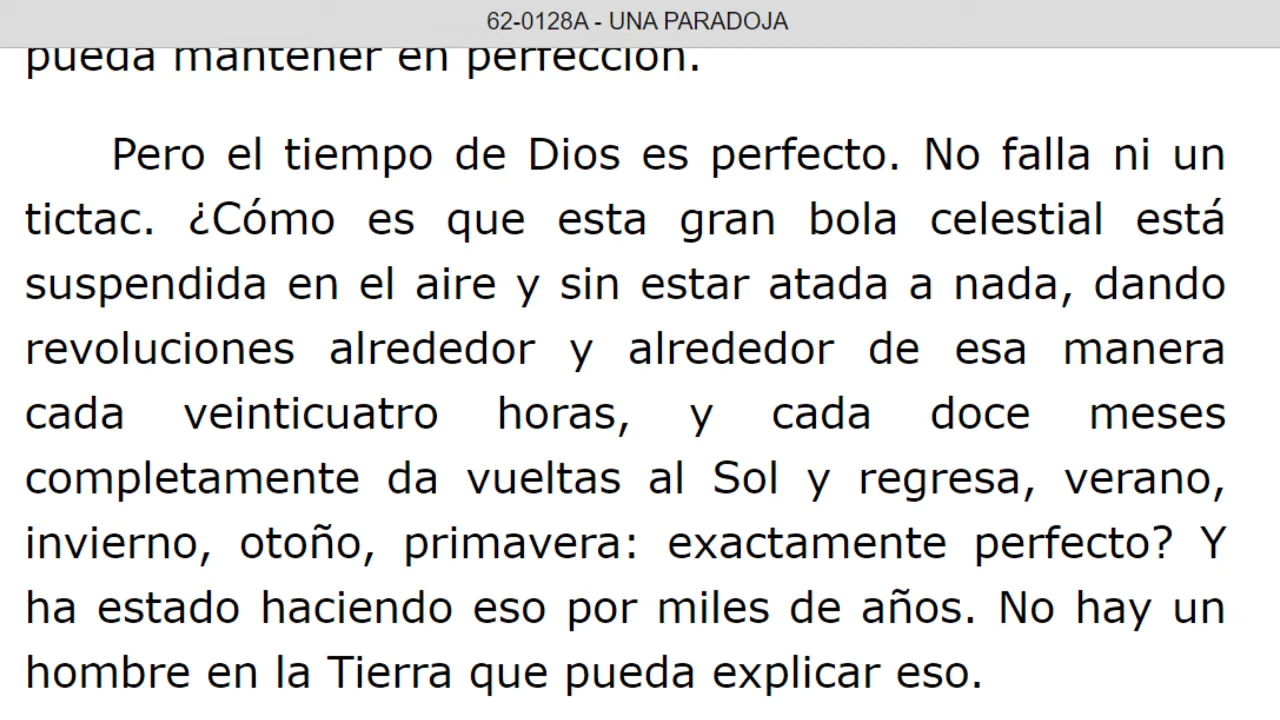 62-0128A - UNA PARADOJA
pueda mantener en perfección.
Pero el tiempo de Dios es perfecto. No falla ni un
tictac. ¿Cómo es que esta gran bola celestial está
suspendida en el aire y sin estar atada a nada, dando
revoluciones alrededor y alrededor de esa manera
cada veinticuatro horas, y cada doce meses
completamente da vueltas al Sol y regresa, verano,
invierno, otoño, primavera: exactamente perfecto? Y
ha estado haciendo eso por miles de años. No hay un
hombre en la Tierra que pueda explicar eso.